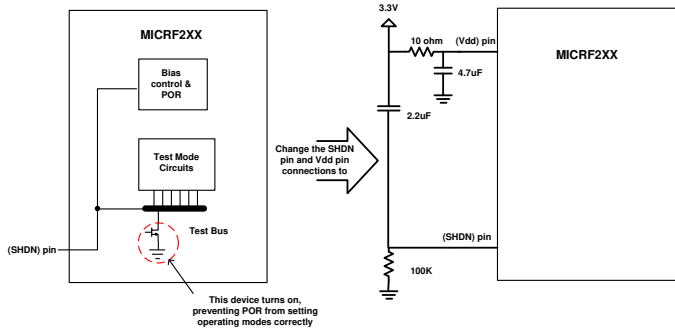 MICRF2XX
Bias
control &
POR
Test Mode
Circuits
Test Bus
(SHDN) pin
This device turns on,
preventing POR from setting
operating modes correctly
Change the SHDN
pin and Vdd pin
connections to
3.3V
10 ohm
(Vdd) pin
4.7uF
2.2uF
(SHDN) pin
100K
MICRF2XX